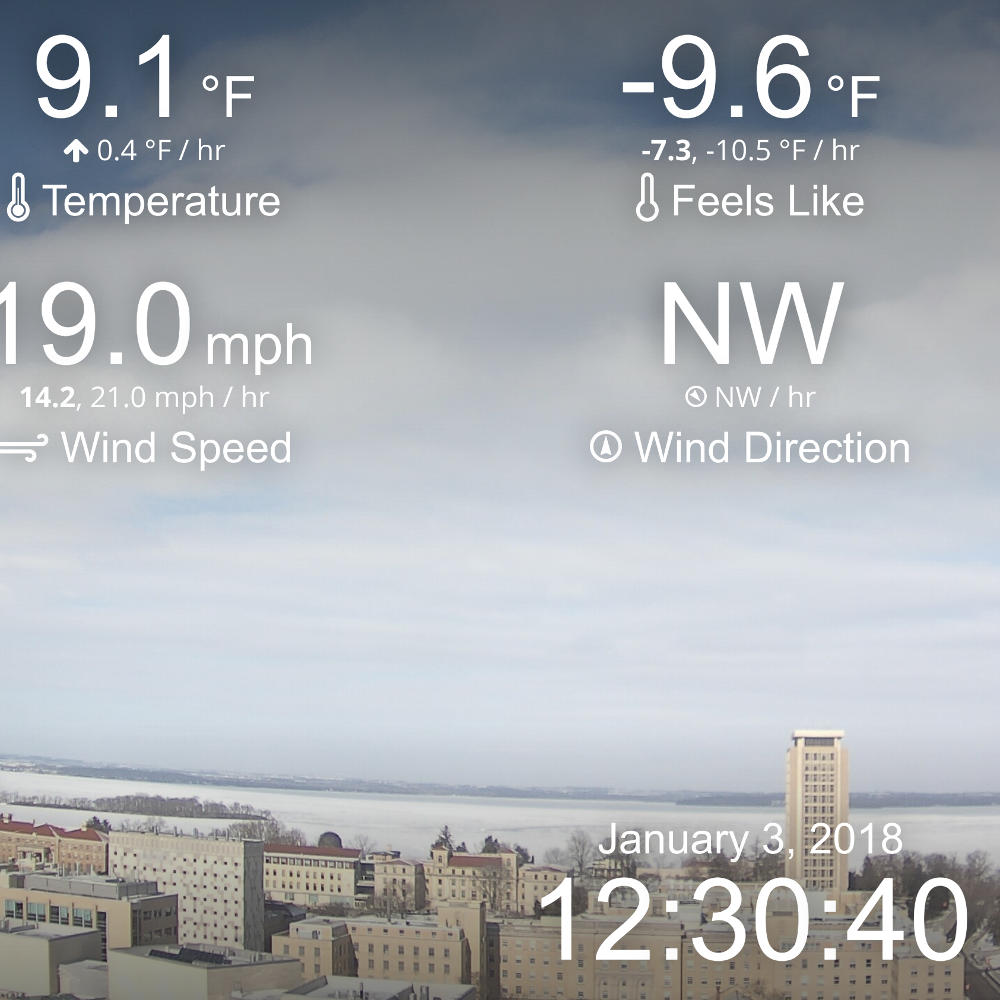 9.1 °F
-9.6 °F
0.4 °F / hr
-7.3, -10.5 °F / hr
Temperature
Feels Like
19.0 mph
NW
14.2, 21.0 mph / hr
NW / hr
Wind Speed
Wind Direction
January 3, 2018
12:30:40